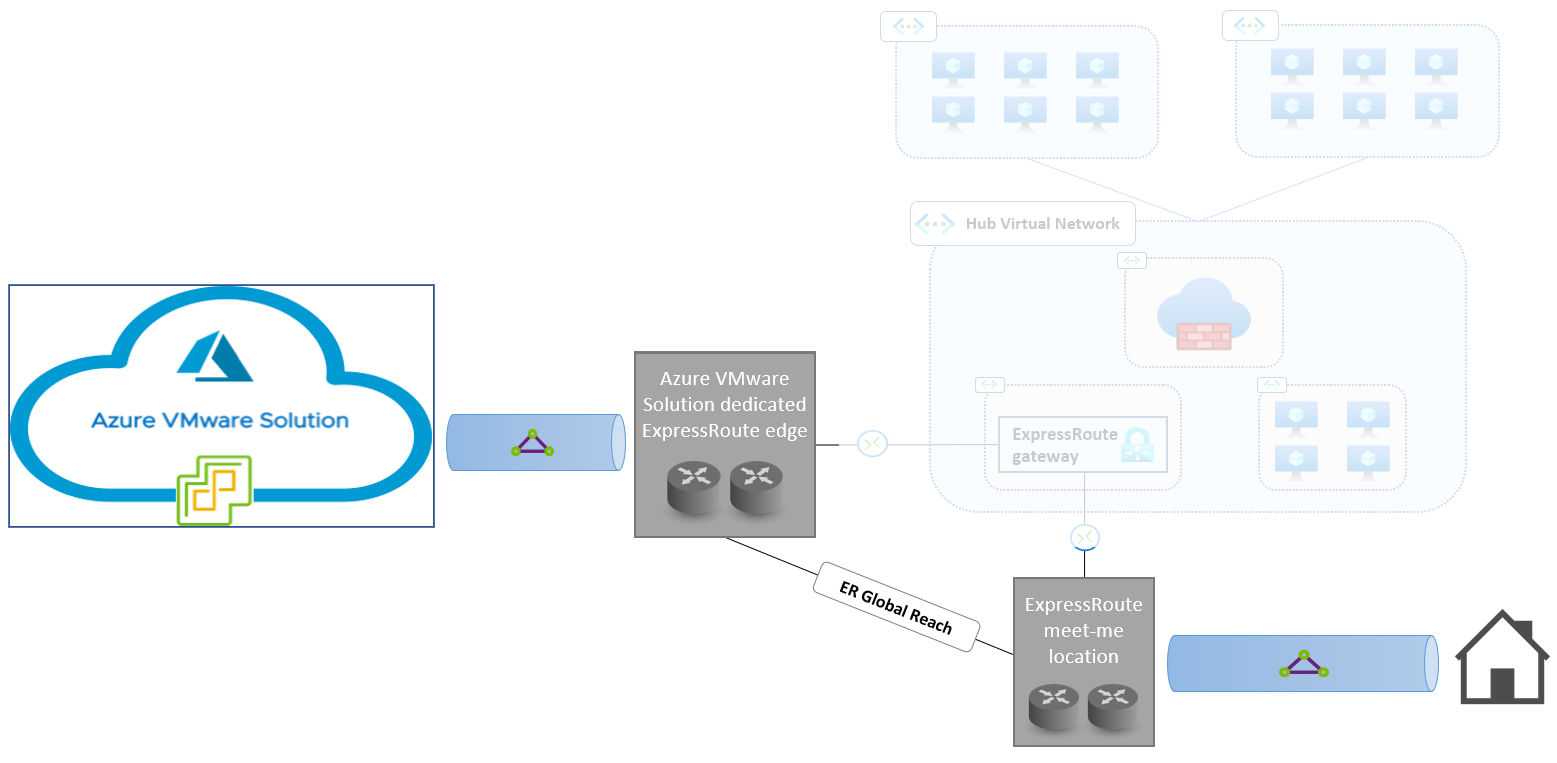 Hub Virtual Network
Azure VMware Solution
Azure VMware
Solution dedicated
ExpressRoute edge
ExpressRoute
gateway
ER Global Reach
ExpressRoute
meet-me
location